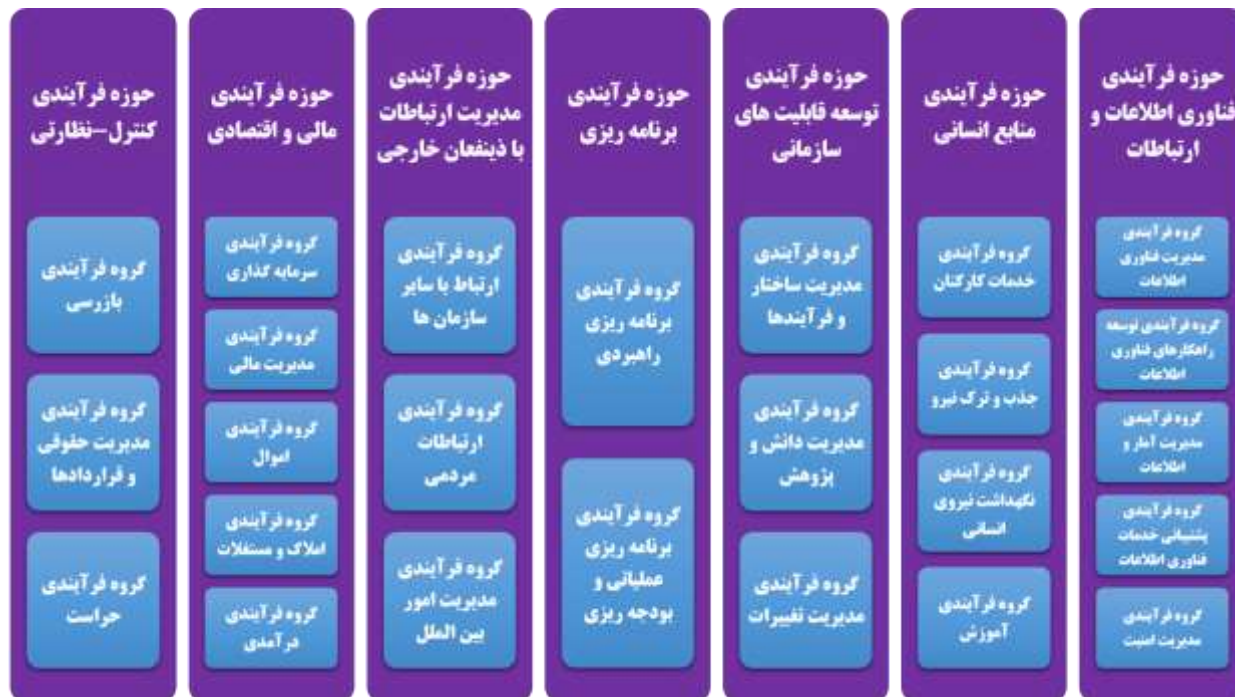 حوزه فرآیندی
فناوری اطلاعات و
ارتباطات
گروه فرآیندی
مدیریت فناوری
اطلاعات
گروه فرآیندی توسعه
راهکارهای فناوری
اطلاعات
گروه فرآیندی
مدیریت آمار و
اطلاعات
گروه فرآیندی
پشتیبانی خدمات
فناوری اطلاعات
گروه فرآیندی
مدیریت امنیت
حوزه فرآیندی
منابع انسانی
گروه فرآیندی
خدمات کارکنان
گروه فرآیندی
جذب و ترک نیرو
گروه فرآیندی
نگهداشت نیروی
انسانی
گروه فرآیندی
آموزش
حوزه فرآیندی
توسعه قابلیت های
سازمانی
گروه فرآیندی
مدیریت ساختار
و فرآیندها
گروه فرآیندی
مدیریت دانش و
پژوهش
گروه فرآیندی
مدیریت تغییرات
حوزه فرآیندی
برنامه ریزی
گروه فرآیندی
برنامه ریزی
راهبردی
گروه فرآیندی
برنامه ریزی
عملیاتی و
بودجه ریزی
حوزه فرآیندی
مدیریت ارتباطات
با ذینفعان خارجی
گروه فرآیندی
ارتباط با سایر
سازمان ها
گروه فرآیندی
ارتباطات
مردمی
گروه فرآیندی
مدیریت امور
بین الملل
حوزه فرآیندی
مالی و اقتصادی
گروه فرآیندی
سرمایه گذاری
گروه فرآیندی
مدیریت مالی
گروه فرآیندی
اموال
گروه فرآیندی
املاک و مستغلات
گروه فرآیندی
درآمدی
حوزه فرآیندی
کنترل-نظارتی
گروه فرآیندی
بازرسی
گروه فرآیندی
مدیریت حقوقی
و قراردادها
گروه فرآیندی
حراست